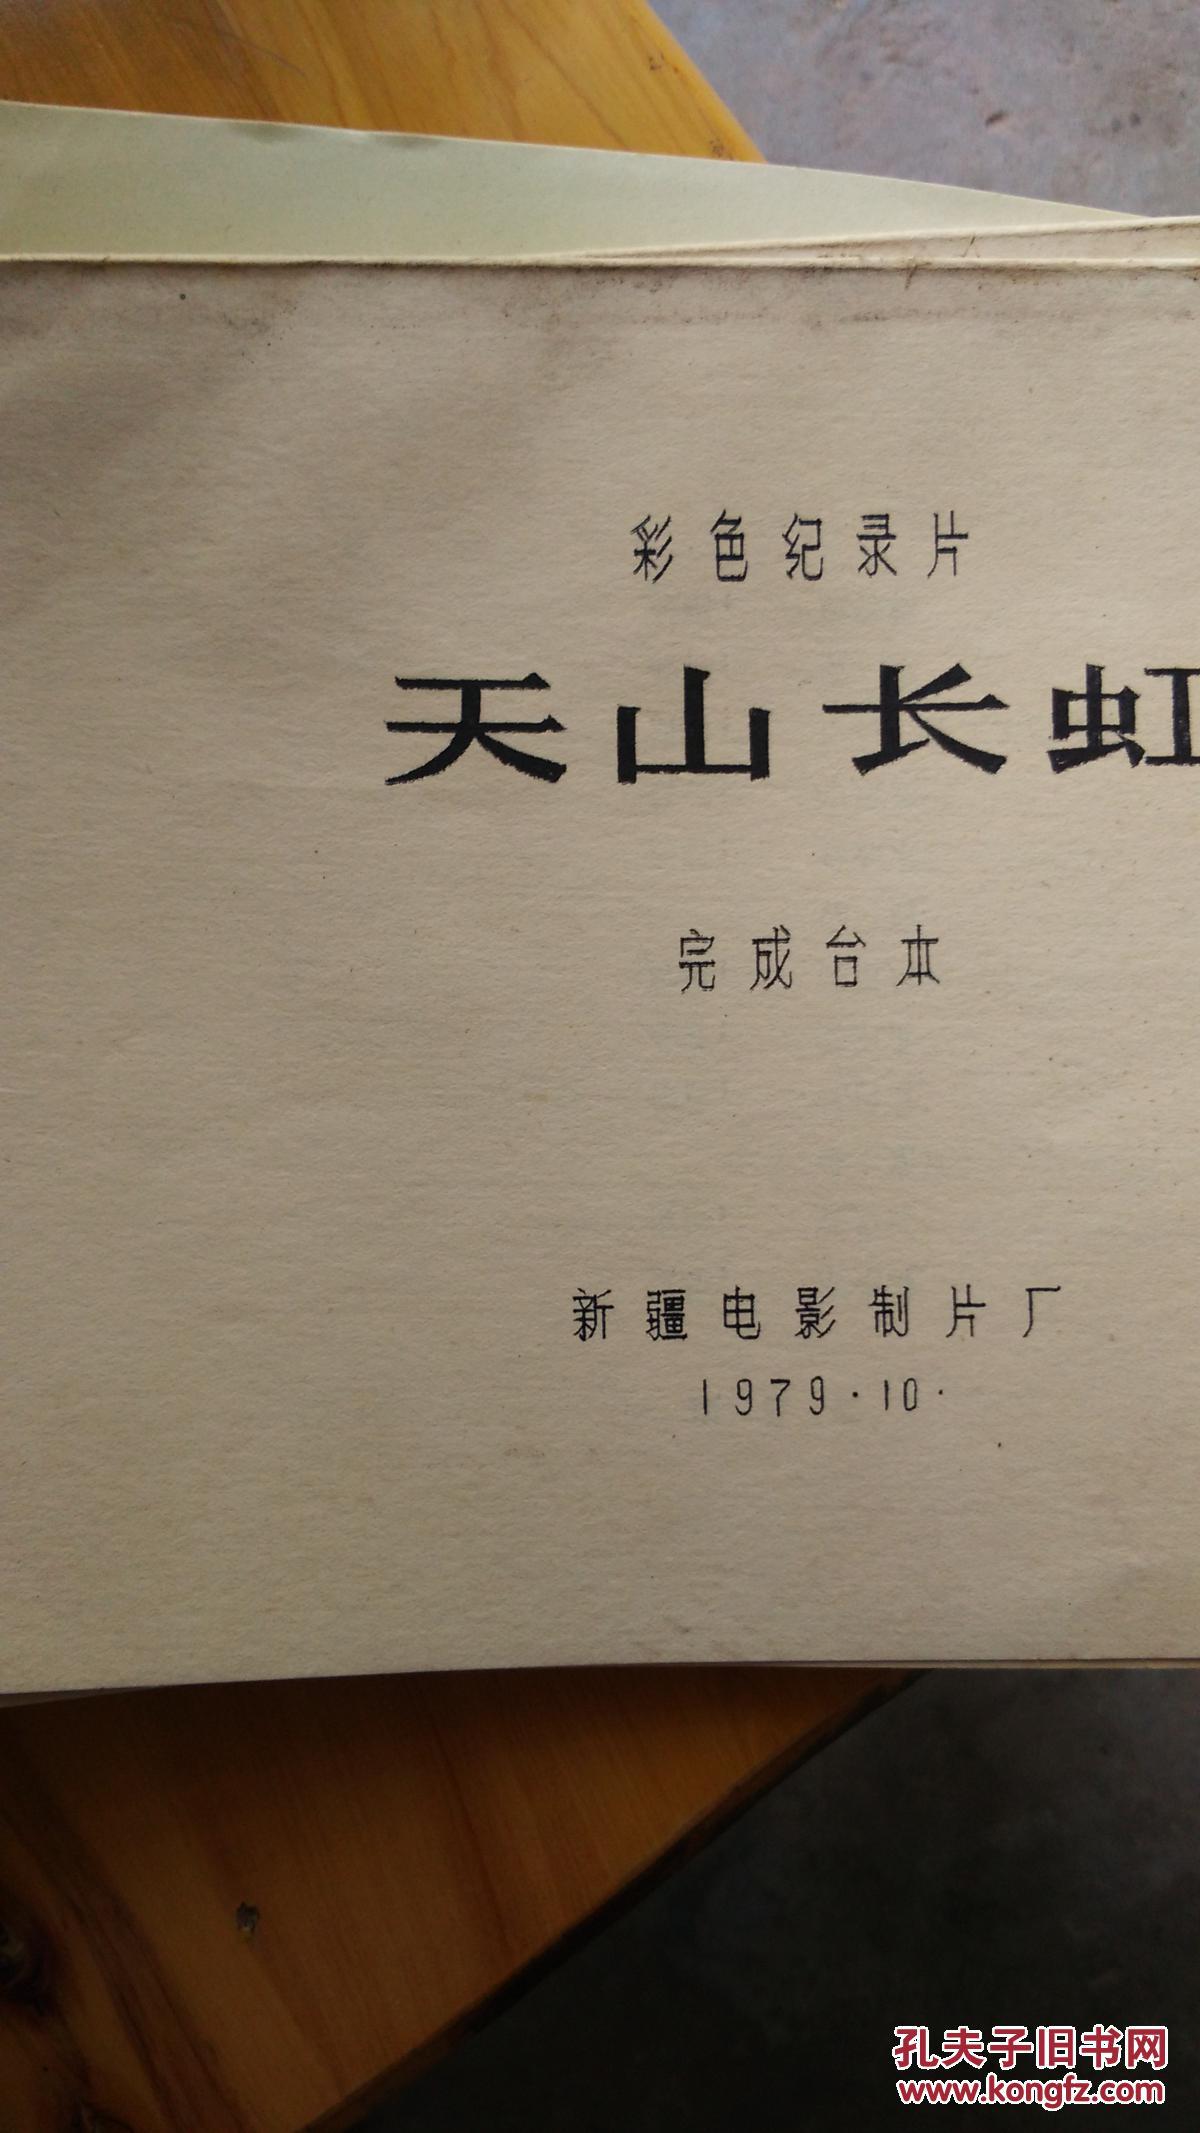 彩色纪录片
天山长虹
完成台本
新疆电影制片厂
1979·10·
孔夫子旧书网
www.kongfz.com